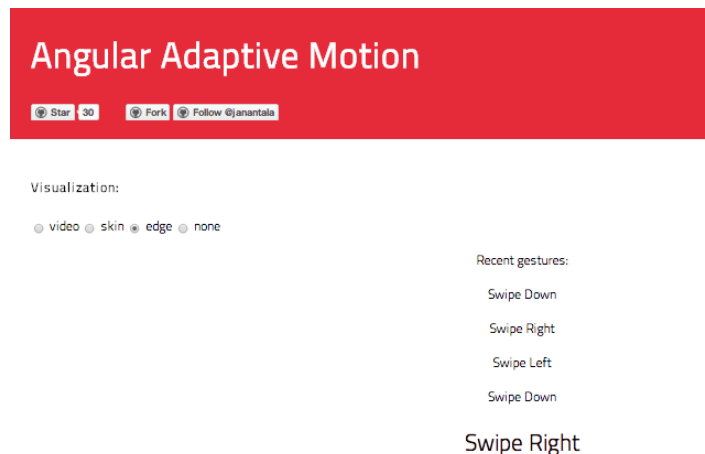 Angular Adaptive Motion
Star 30 Fork Follow @janantala
Visualization:
video skin edge none
Recent gestures:
Swipe Down
Swipe Right
Swipe Left
Swipe Down
Swipe Right